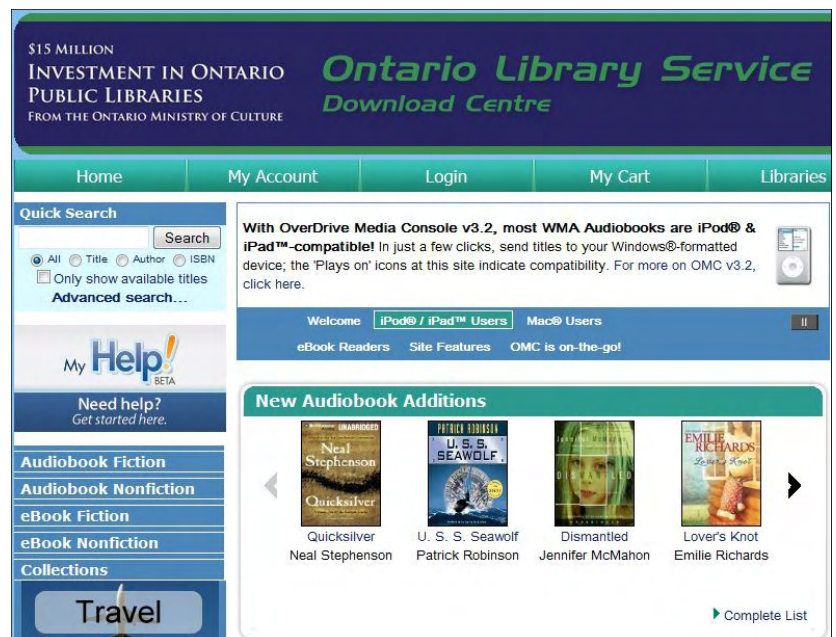 $15 MILLION
INVESTMENT IN ONTARIO
PUBLIC LIBRARIES
FROM THE ONTARIO MINISTRY OF CULTURE
Ontario Library Service
Download Centre
Home My Account Login My Cart Libraries
Quick Search
Search
All Title Author ISBN
Only show available titles
Advanced search...
My Help!
BETA
Need help?
Get started here.
Audiobook Fiction
Audiobook Nonfiction
eBook Fiction
eBook Nonfiction
Collections
Travel
With OverDrive Media Console v3.2, most WMA Audiobooks are iPod® &
iPad™-compatible! In just a few clicks, send titles to your Windows®-formatted
device; the 'Plays on' icons at this site indicate compatibility. For more on OMC v3.2,
click here.
Welcome iPod® / iPad™ Users Mac® Users
eBook Readers Site Features OMC is on-the-go!
New Audiobook Additions
UNABRIDGED
Neal
Stephenson
Quicksilver
Quicksilver
Neal Stephenson
PATRICK ROBINSON
U. S. S.
SEAWOLF
U. S. S. Seawolf
Patrick Robinson
Jennifer McMahon
DISMANTLED
Dismantled
Jennifer McMahon
EMILIE
RICHARDS
Lover's Knot
Lover's Knot
Emilie Richards
Complete List